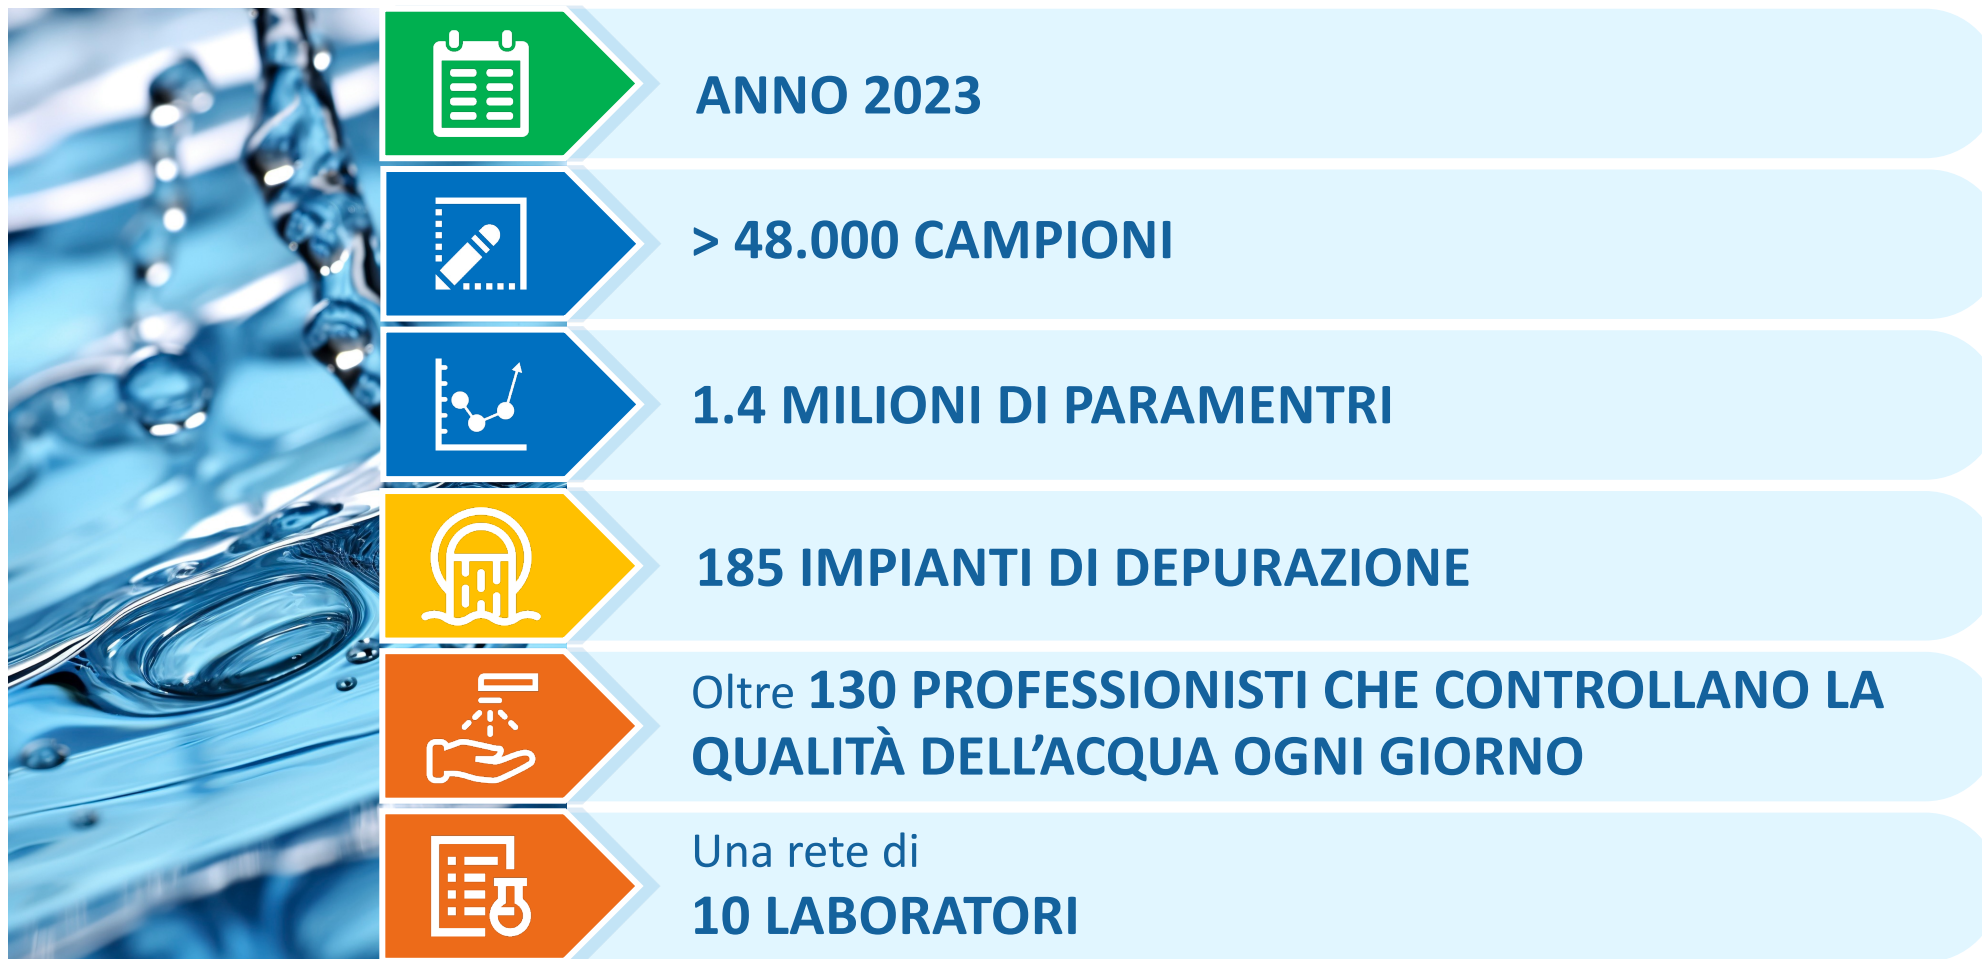 ANNO 2023
> 48.000 CAMPIONI
1.4 MILIONI DI PARAMENTRI
185 IMPIANTI DI DEPURAZIONE
Oltre 130 PROFESSIONISTI CHE CONTROLLANO LA
QUALITÀ DELL’ACQUA OGNI GIORNO
Una rete di
10 LABORATORI